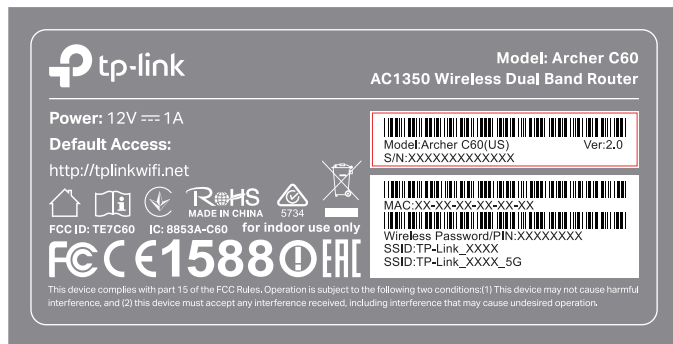 tp-link
Model: Archer C60
AC1350 Wireless Dual Band Router
Power: 12V ⎓ 1A
Default Access:
http://tplinkwifi.net
Model:Archer C60(US) Ver:2.0
S/N:XXXXXXXXXXXXX
RoHS
MADE IN CHINA
5734
FCC ID: TE7C60 IC: 8853A-C60 for indoor use only
FC CE1588 EAC
MAC:XX-XX-XX-XX-XX-XX
Wireless Password/PIN:XXXXXXXX
SSID:TP-Link_XXXX
SSID:TP-Link_XXXX_5G
This device complies with part 15 of the FCC Rules. Operation is subject to the following two conditions:(1) This device may not cause harmful
interference, and (2) this device must accept any interference received, including interference that may cause undesired operation.